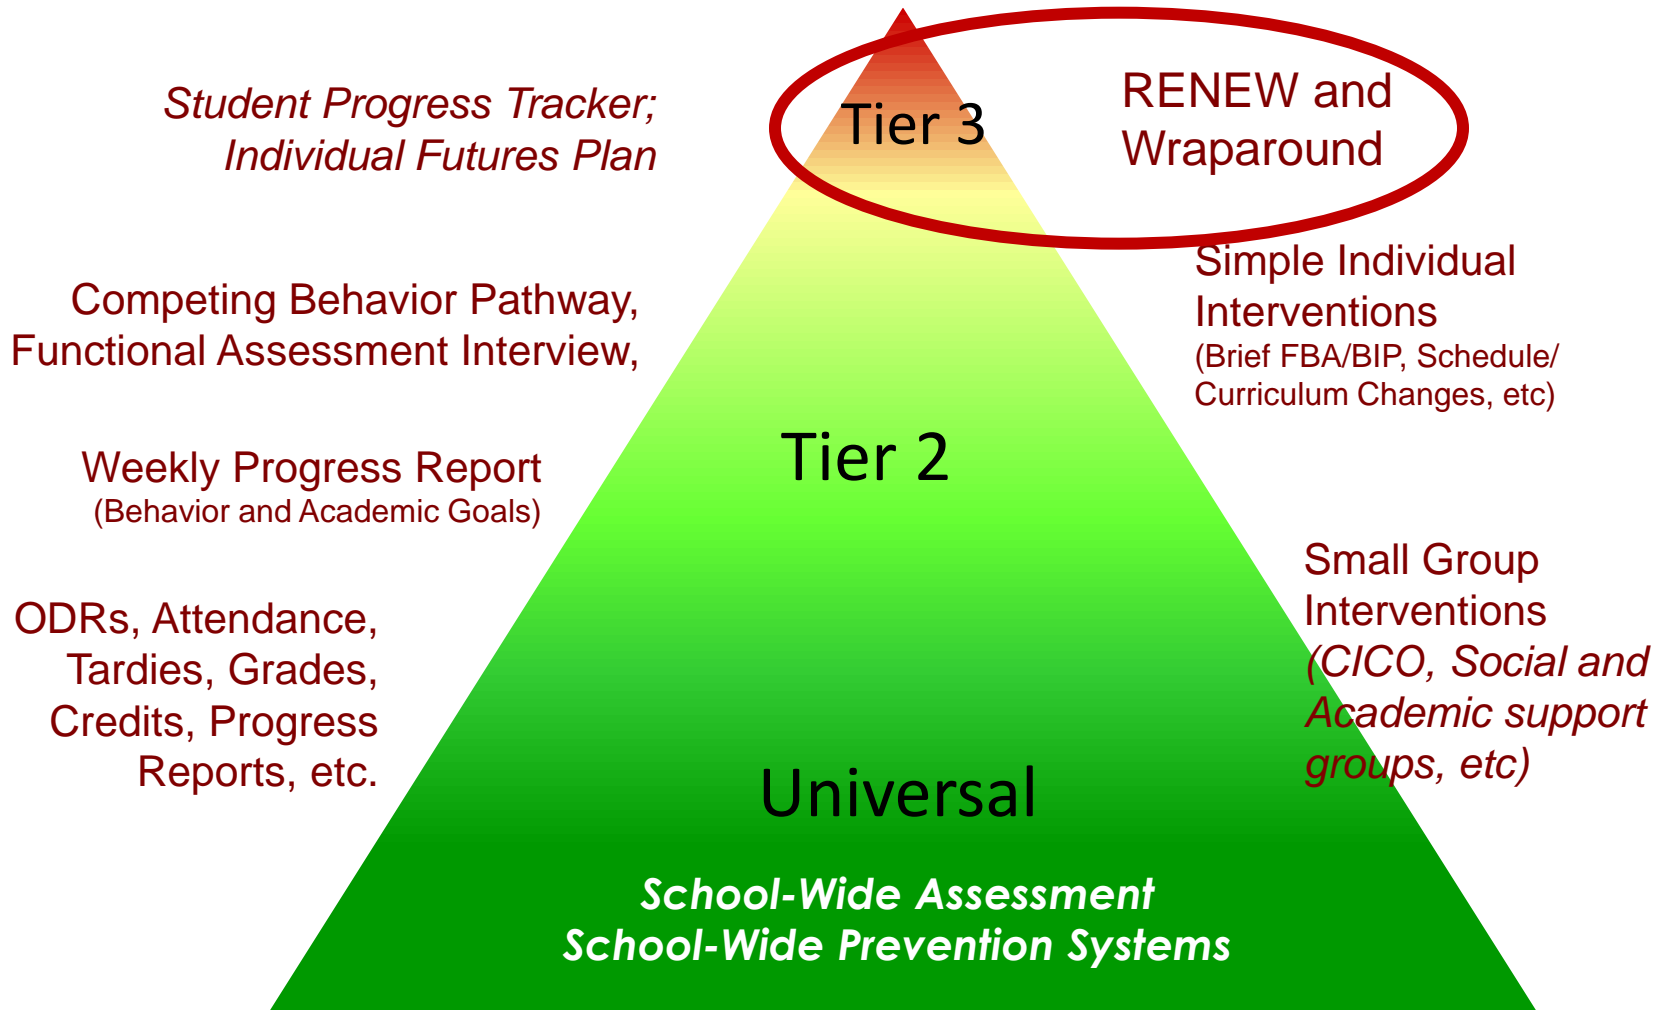 Student Progress Tracker;
Individual Futures Plan
Tier 3
RENEW and
Wraparound
Competing Behavior Pathway,
Functional Assessment Interview,
Simple Individual
Interventions
(Brief FBA/BIP, Schedule/
Curriculum Changes, etc)
Weekly Progress Report
(Behavior and Academic Goals)
Tier 2
ODRs, Attendance,
Tardies, Grades,
Credits, Progress
Reports, etc.
Small Group
Interventions
(CICO, Social and
Academic support
groups, etc)
Universal
School-Wide Assessment
School-Wide Prevention Systems